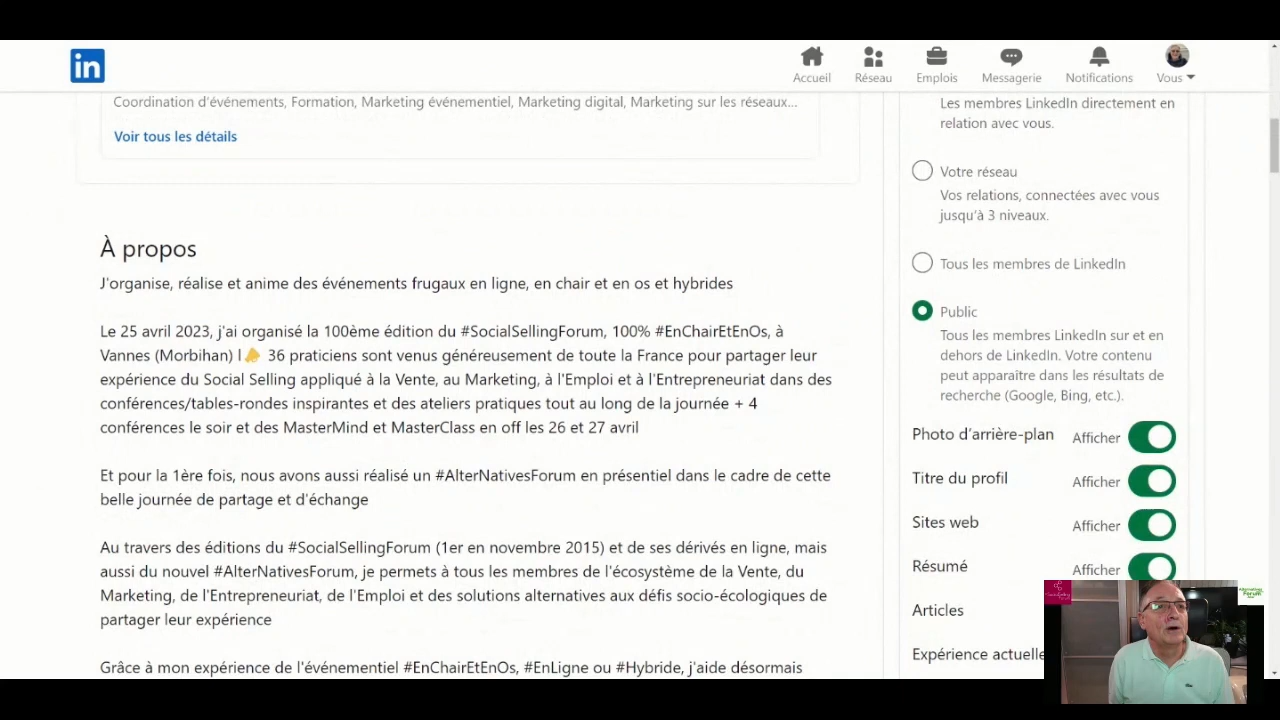 in
Accueil
Réseau
Emplois
Messagerie
Notifications
Vous
Coordination d'événements, Formation, Marketing événementiel, Marketing digital, Marketing sur les réseaux...
Voir tous les détails
À propos
J'organise, réalise et anime des événements frugaux en ligne, en chair et en os et hybrides
Le 25 avril 2023, j'ai organisé la 100ème édition du #SocialSellingForum, 100% #EnChairEtEnOs, à
Vannes (Morbihan) l 36 praticiens sont venus généreusement de toute la France pour partager leur
expérience du Social Selling appliqué à la Vente, au Marketing, à l'Emploi et à l'Entrepreneuriat dans des
conférences/tables-rondes inspirantes et des ateliers pratiques tout au long de la journée + 4
conférences le soir et des MasterMind et MasterClass en off les 26 et 27 avril
Et pour la 1ère fois, nous avons aussi réalisé un #AlterNativesForum en présentiel dans le cadre de cette
belle journée de partage et d'échange
Au travers des éditions du #SocialSellingForum (1er en novembre 2015) et de ses dérivés en ligne, mais
aussi du nouvel #AlterNativesForum, je permets à tous les membres de l'écosystème de la Vente, du
Marketing, de l'Entrepreneuriat, de l'Emploi et des solutions alternatives aux défis socio-écologiques de
partager leur expérience
Grâce à mon expérience de l'événementiel #EnChairEtEnOs, #EnLigne ou #Hybride, j'aide désormais
Les membres LinkedIn directement en
relation avec vous.
Votre réseau
Vos relations, connectées avec vous
jusqu'à 3 niveaux.
Tous les membres de LinkedIn
Public
Tous les membres LinkedIn sur et en
dehors de LinkedIn. Votre contenu
peut apparaître dans les résultats de
recherche (Google, Bing, etc.).
Photo d'arrière-plan Afficher
Titre du profil Afficher
Sites web Afficher
Résumé Afficher
Articles
Expérience actuelle